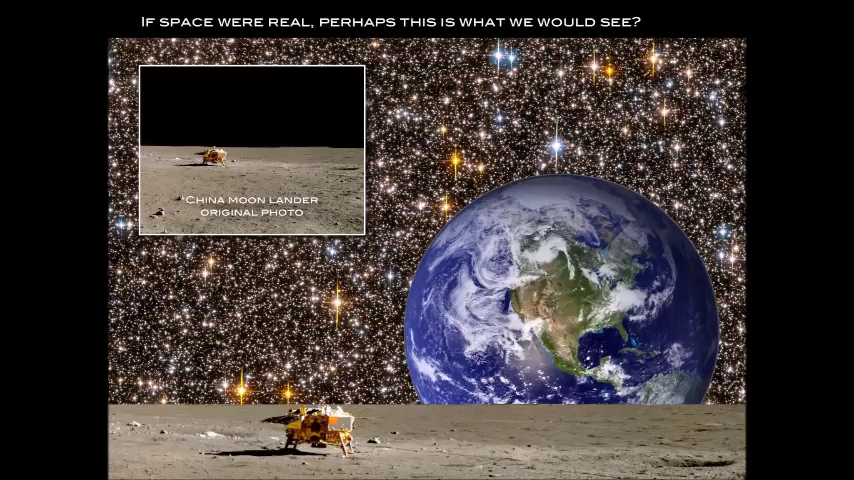 If space were real, perhaps this is what we would see?
*China moon lander
original photo